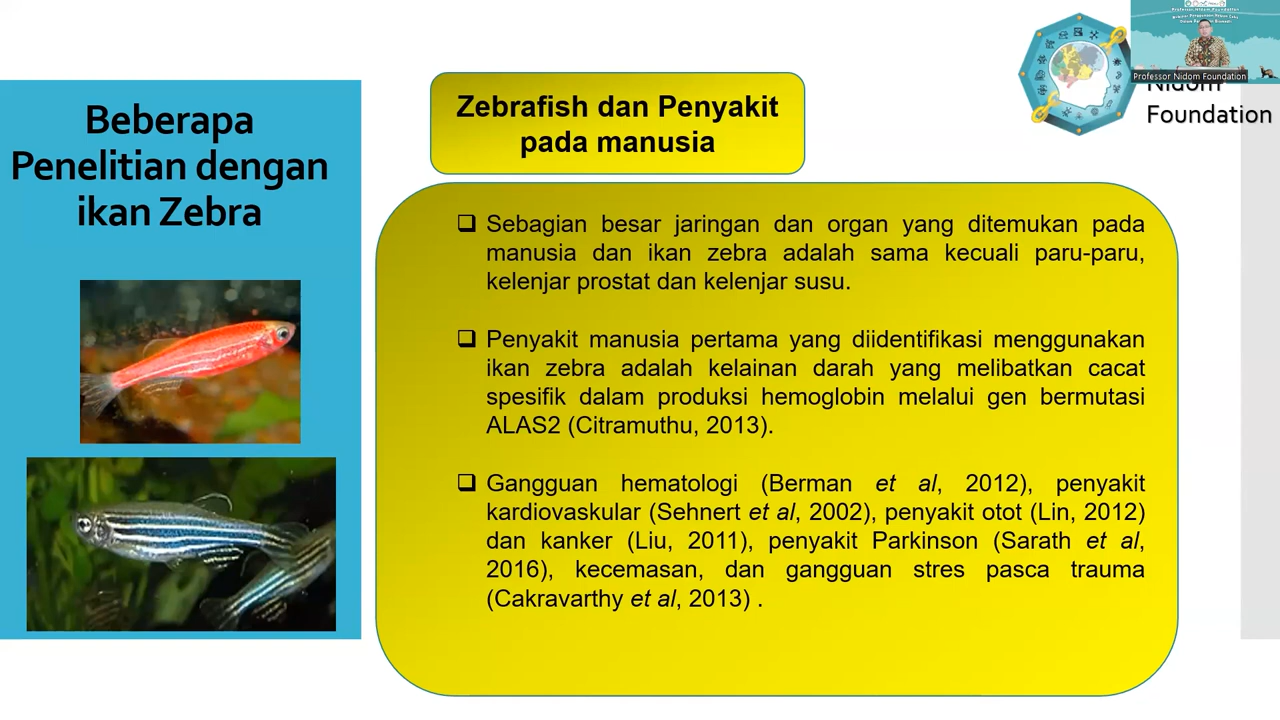 Beberapa
Penelitian dengan
ikan Zebra
Zebrafish dan Penyakit
pada manusia
Sebagian besar jaringan dan organ yang ditemukan pada
manusia dan ikan zebra adalah sama kecuali paru-paru,
kelenjar prostat dan kelenjar susu.
Penyakit manusia pertama yang diidentifikasi menggunakan
ikan zebra adalah kelainan darah yang melibatkan cacat
spesifik dalam produksi hemoglobin melalui gen bermutasi
ALAS2 (Citramuthu, 2013).
Gangguan hematologi (Berman et al, 2012), penyakit
kardiovaskular (Sehnert et al, 2002), penyakit otot (Lin, 2012)
dan kanker (Liu, 2011), penyakit Parkinson (Sarath et al,
2016), kecemasan, dan gangguan stres pasca trauma
(Cakravarthy et al, 2013) .
Professor Nidom Foundation
Professor Nidom Foundation
Nidom
Foundation